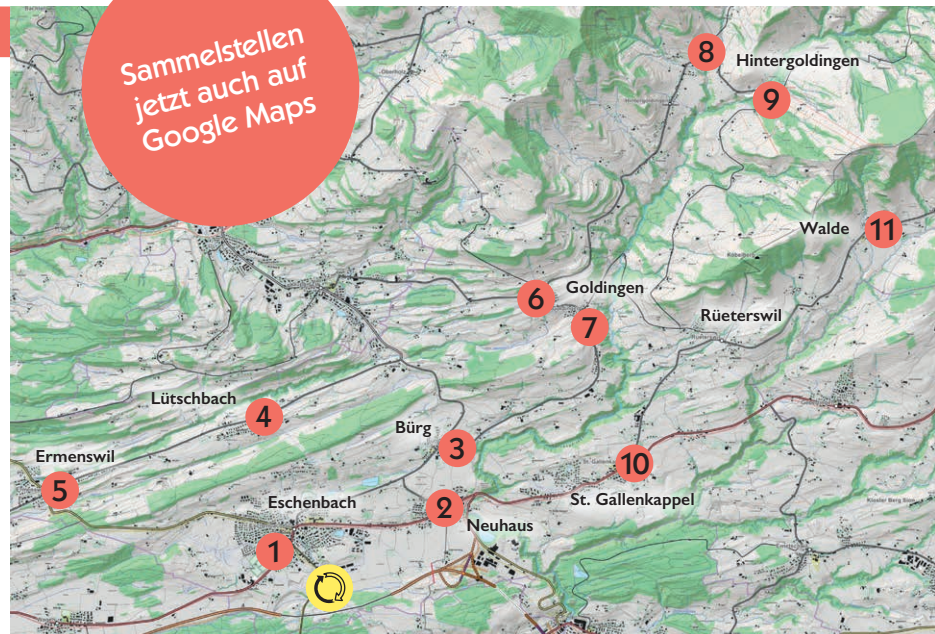 Sammelstellen
jetzt auch auf
Google Maps
8
Hintergoldingen
9
Walde
11
6
Goldingen
7
Rüeterswil
Lütschbach
4
Bürg
3
Ermenswil
5
10
St. Gallenkappel
Eschenbach
2
Neuhaus
1